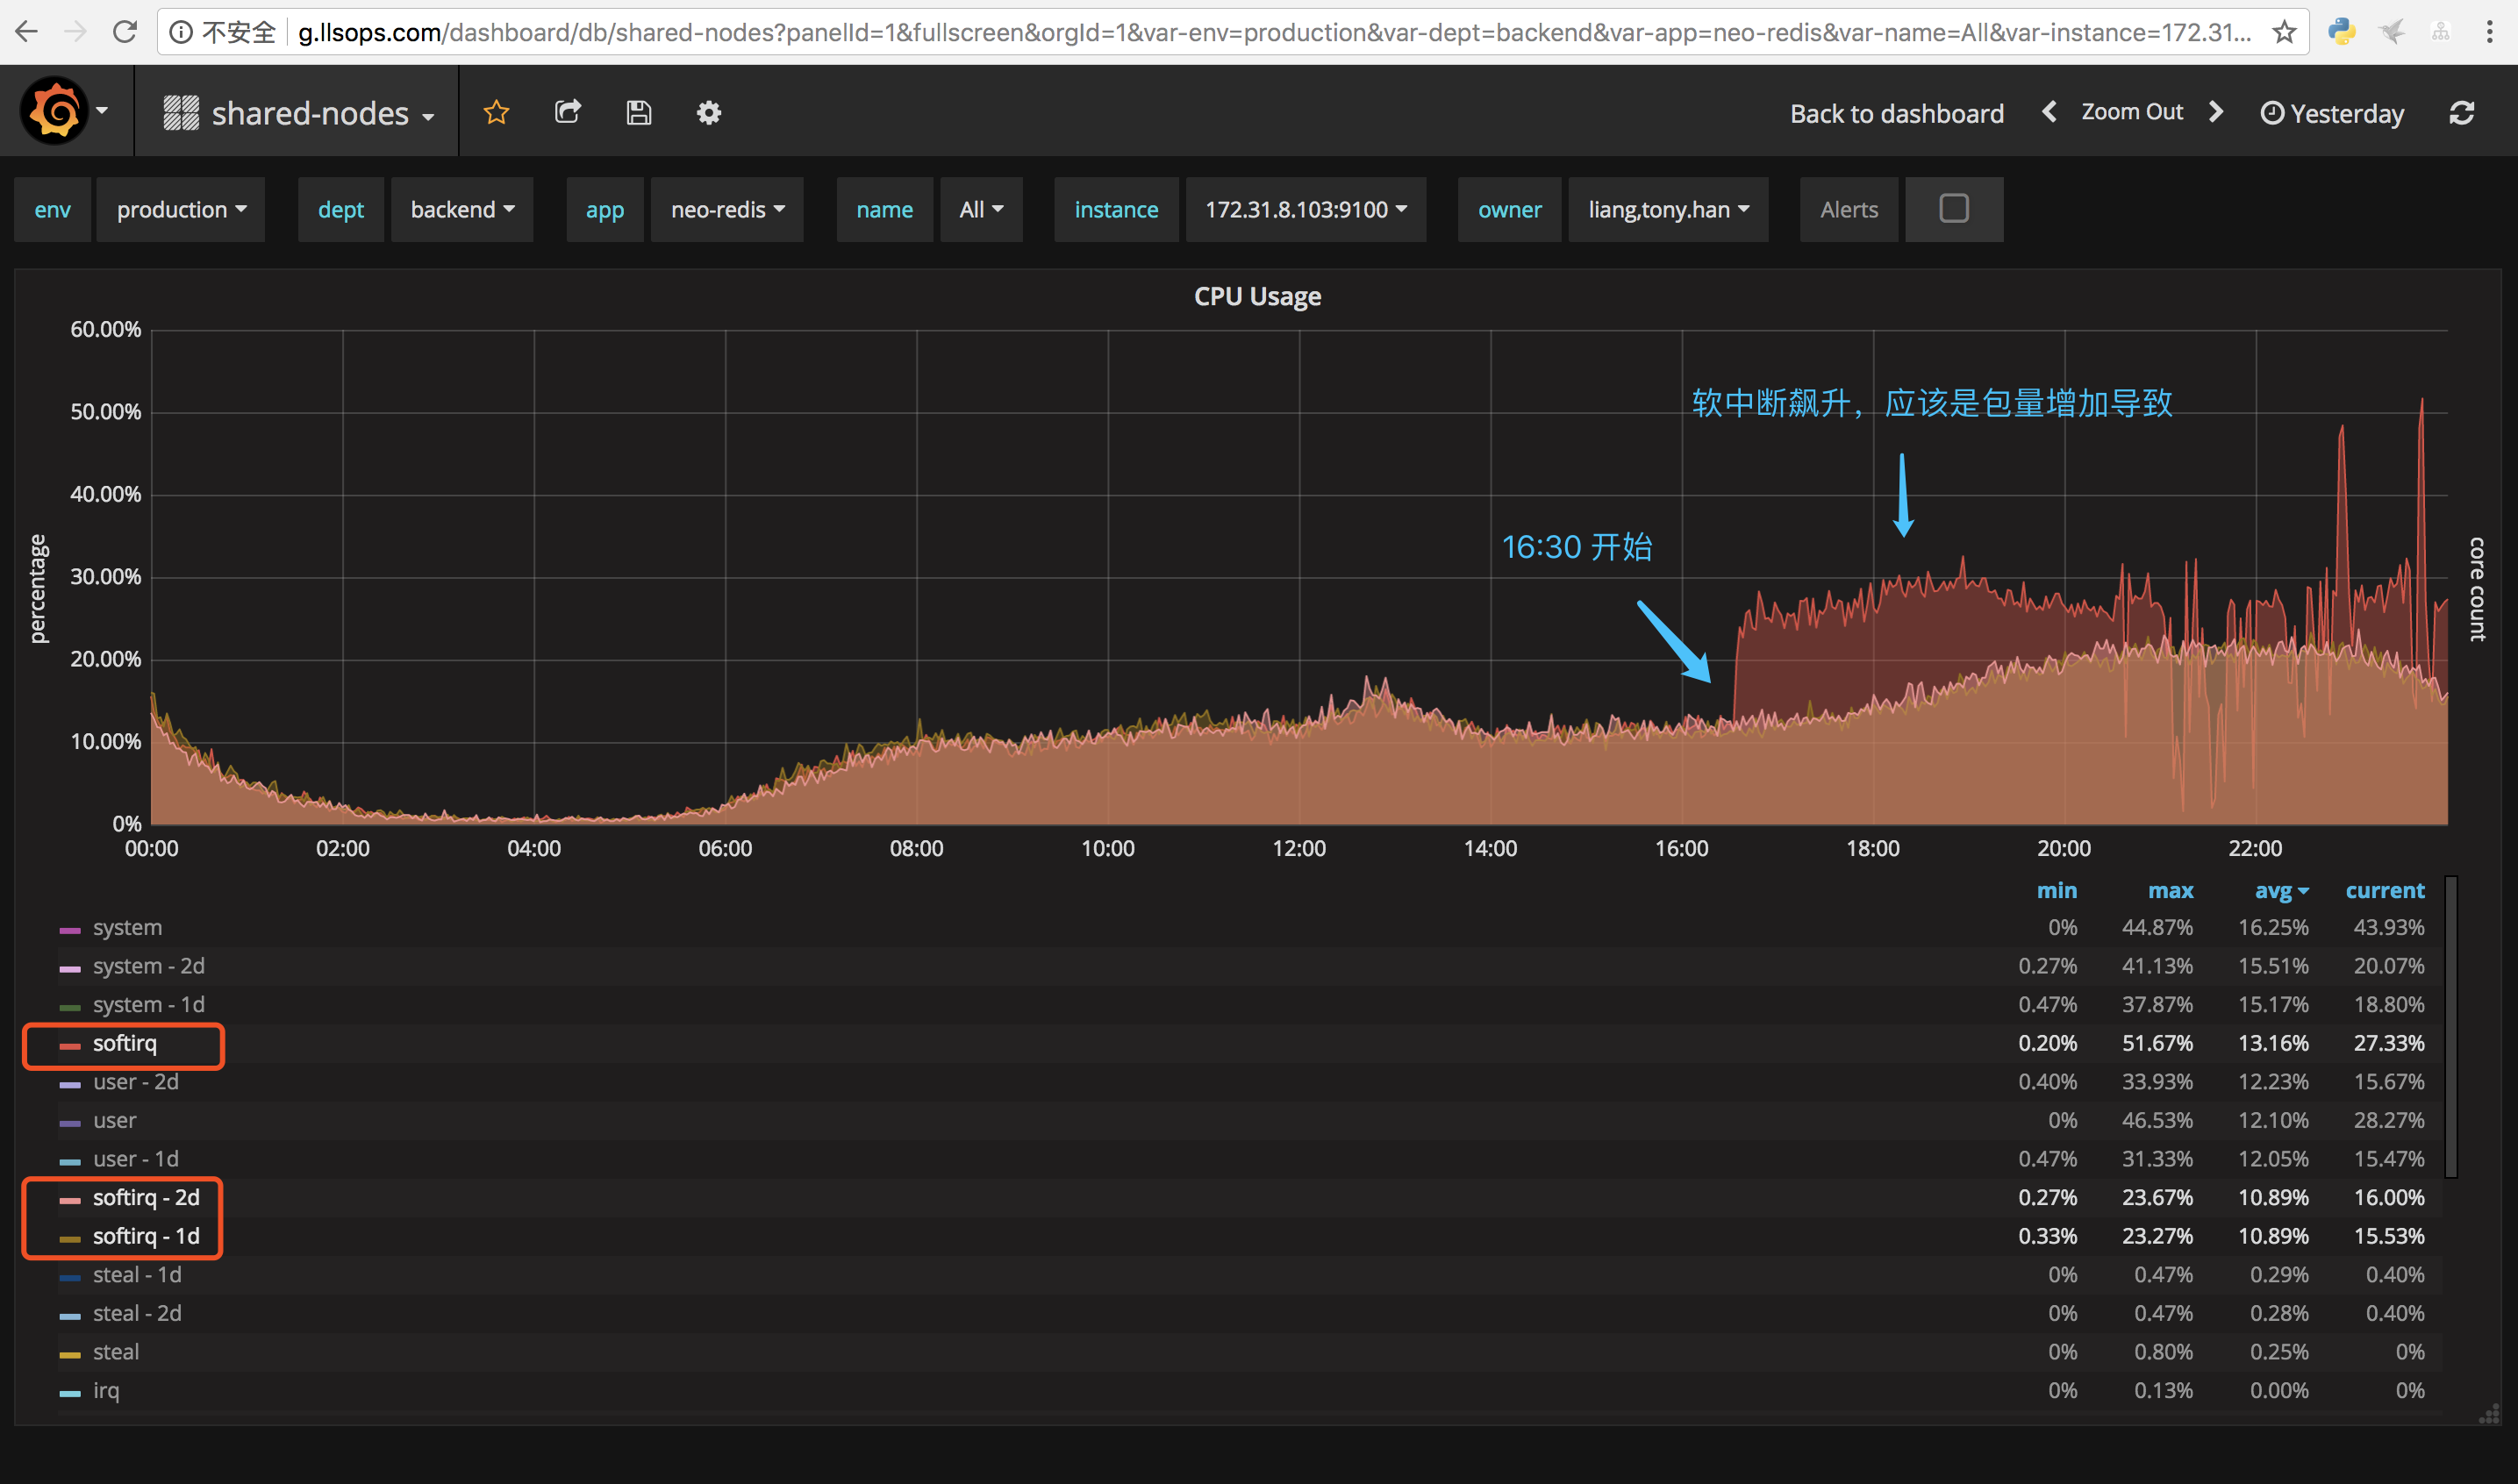 不安全 g.llsops.com/dashboard/db/shared-nodes?panelId=1&fullscreen&orgId=1&var-env=production&var-dept=backend&var-app=neo-redis&var-name=All&var-instance=172.31...
shared-nodes Back to dashboard Zoom Out Yesterday
env production dept backend app neo-redis name All instance 172.31.8.103:9100 owner liang,tony.han Alerts
CPU Usage
60.00%
50.00%
40.00%
30.00%
20.00%
10.00%
0%
percentage
core count
软中断飙升，应该是包量增加导致
16:30 开始
00:00 02:00 04:00 06:00 08:00 10:00 12:00 14:00 16:00 18:00 20:00 22:00
min max avg current
system 0% 44.87% 16.25% 43.93%
system - 2d 0.27% 41.13% 15.51% 20.07%
system - 1d 0.47% 37.87% 15.17% 18.80%
softirq 0.20% 51.67% 13.16% 27.33%
user - 2d 0.40% 33.93% 12.23% 15.67%
user 0% 46.53% 12.10% 28.27%
user - 1d 0.47% 31.33% 12.05% 15.47%
softirq - 2d 0.27% 23.67% 10.89% 16.00%
softirq - 1d 0.33% 23.27% 10.89% 15.53%
steal - 1d 0% 0.47% 0.29% 0.40%
steal - 2d 0% 0.47% 0.28% 0.40%
steal 0% 0.80% 0.25% 0%
irq 0% 0.13% 0.00% 0%